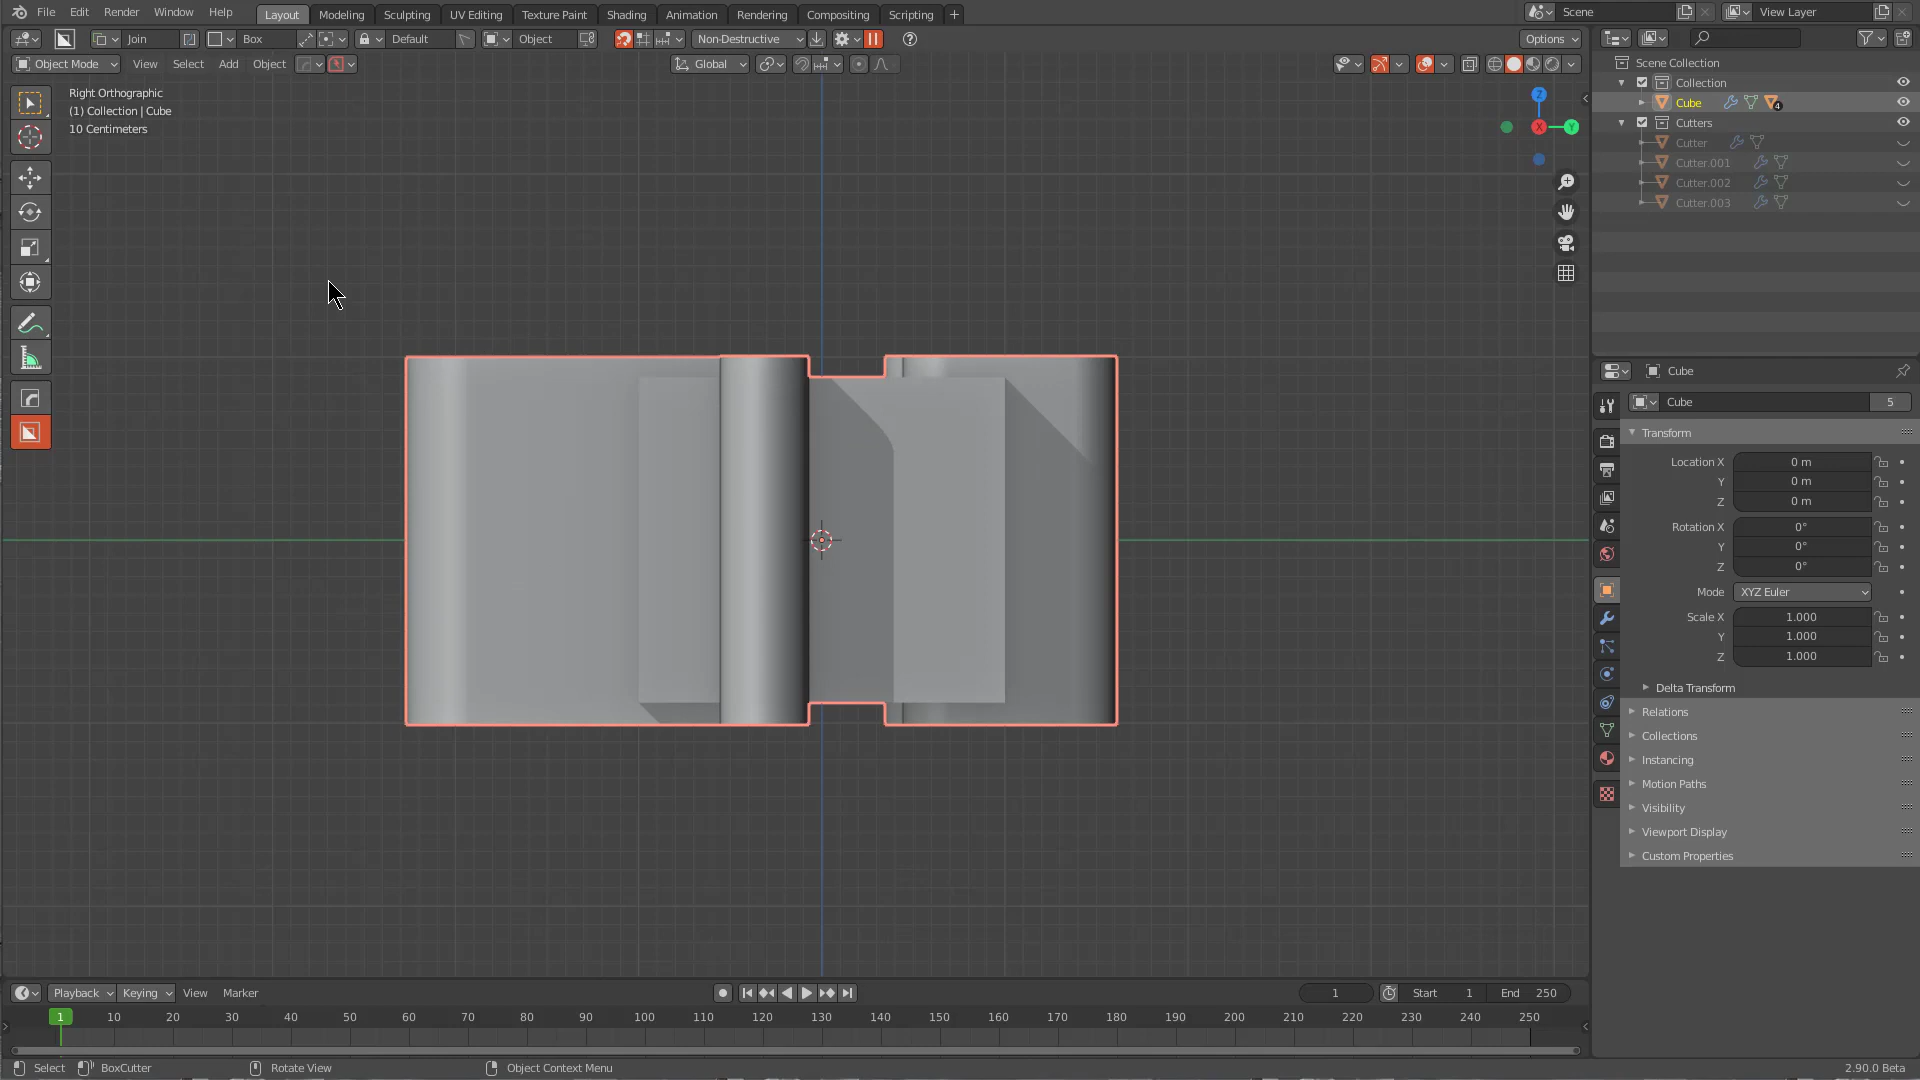 File Edit Render Window Help Layout Modeling Sculpting UV Editing Texture Paint Shading Animation Rendering Compositing Scripting + Scene View Layer
Join Box Default Object Non-Destructive Options
Object Mode View Select Add Object Global
Right Orthographic
(1) Collection | Cube
10 Centimeters
Z
X
Y
Scene Collection
Collection
Cube 4
Cutters
Cutter
Cutter.001
Cutter.002
Cutter.003
Cube
Cube 5
Transform
Location X 0 m
Y 0 m
Z 0 m
Rotation X 0°
Y 0°
Z 0°
Mode XYZ Euler
Scale X 1.000
Y 1.000
Z 1.000
Delta Transform
Relations
Collections
Instancing
Motion Paths
Visibility
Viewport Display
Custom Properties
Playback Keying View Marker 1 Start 1 End 250
1 10 20 30 40 50 60 70 80 90 100 110 120 130 140 150 160 170 180 190 200 210 220 230 240 250
Select BoxCutter Rotate View Object Context Menu 2.90.0 Beta